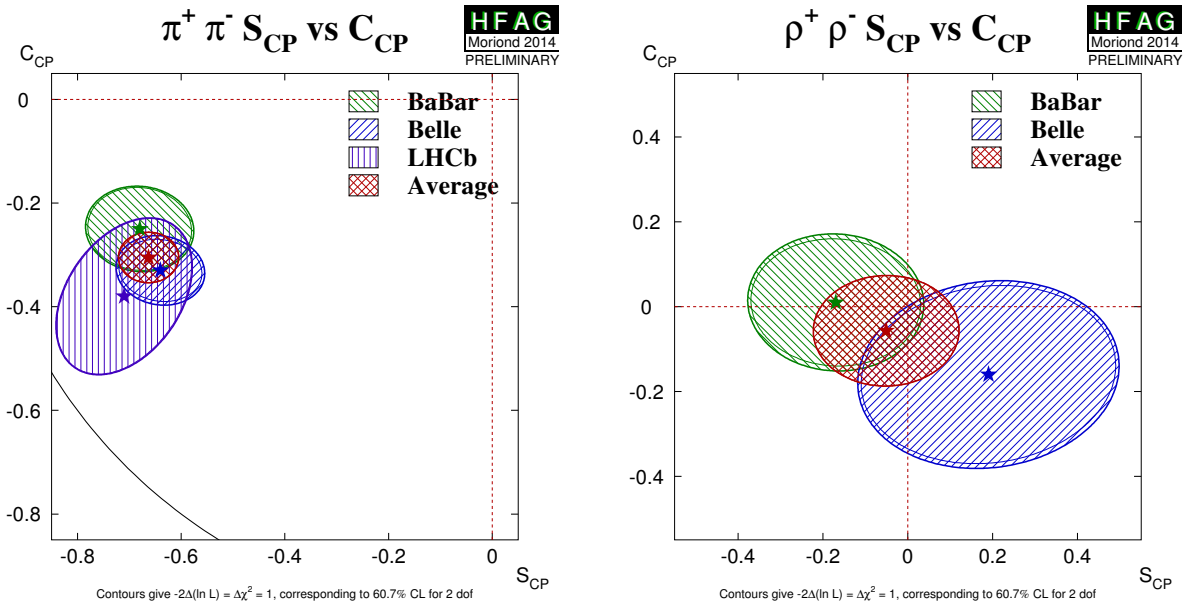 π+ π- S_CP vs C_CP
HFAG
Moriond 2014
PRELIMINARY
C_CP
BaBar
Belle
LHCb
Average
0
-0.2
-0.4
-0.6
-0.8
-0.8
-0.6
-0.4
-0.2
0
S_CP
Contours give -2Δ(ln L) = Δχ² = 1, corresponding to 60.7% CL for 2 dof
ρ+ ρ- S_CP vs C_CP
HFAG
Moriond 2014
PRELIMINARY
C_CP
BaBar
Belle
Average
0.4
0.2
0
-0.2
-0.4
-0.4
-0.2
0
0.2
0.4
S_CP
Contours give -2Δ(ln L) = Δχ² = 1, corresponding to 60.7% CL for 2 dof